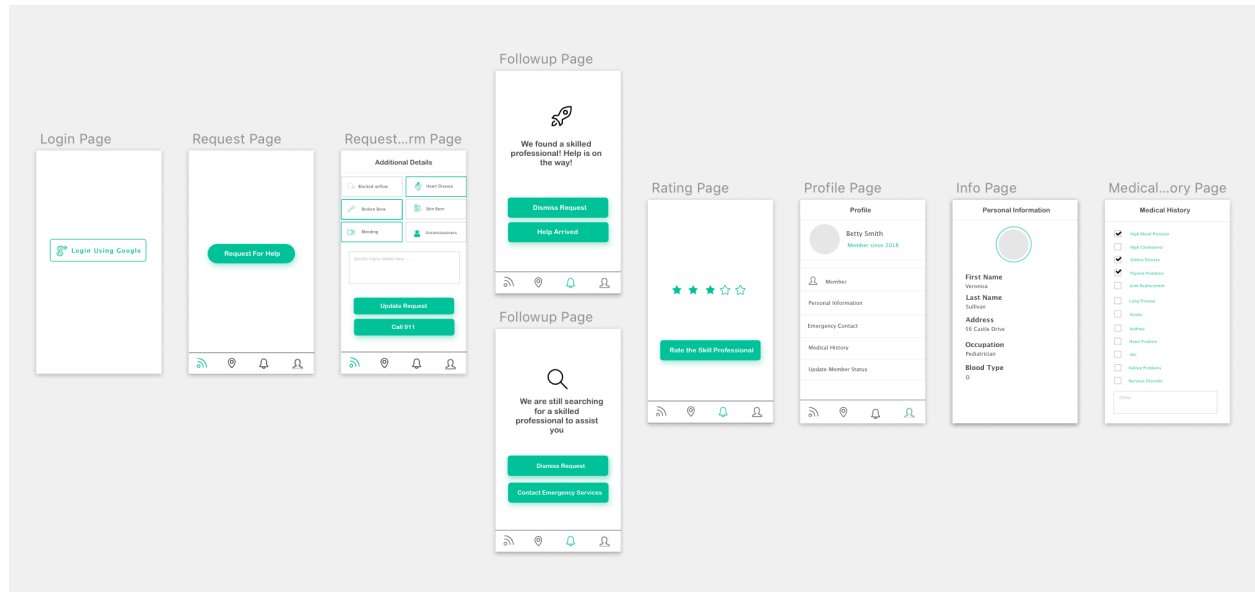 Login Page
Login Using Google
Request Page
Request For Help
Request...rm Page
Additional Details
Blocked airflow
Heart Disease
Broken Bone
Skin Burn
Bleeding
Unconsciousness
Specify injury details here ...
Update Request
Call 911
Followup Page
We found a skilled
professional! Help is on
the way!
Dismiss Request
Help Arrived
Followup Page
We are still searching
for a skilled
professional to assist
you
Dismiss Request
Contact Emergency Services
Rating Page
Rate the Skill Professional
Profile Page
Profile
Betty Smith
Member since 2018
Member
Personal Information
Emergency Contact
Medical History
Update Member Status
Info Page
Personal Information
First Name
Veronica
Last Name
Sullivan
Address
56 Castle Drive
Occupation
Pediatrician
Blood Type
O
Medical...ory Page
Medical History
High Blood Pressure
High Cholesterol
Kidney Disease
Thyroid Problems
Joint Replacement
Lung Disease
Stroke
Asthma
Heart Problem
HIV
Kidney Problems
Nervous Disorder
Other